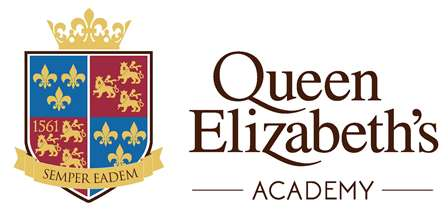 1561
SEMPER EADEM
Queen
Elizabeth's
ACADEMY